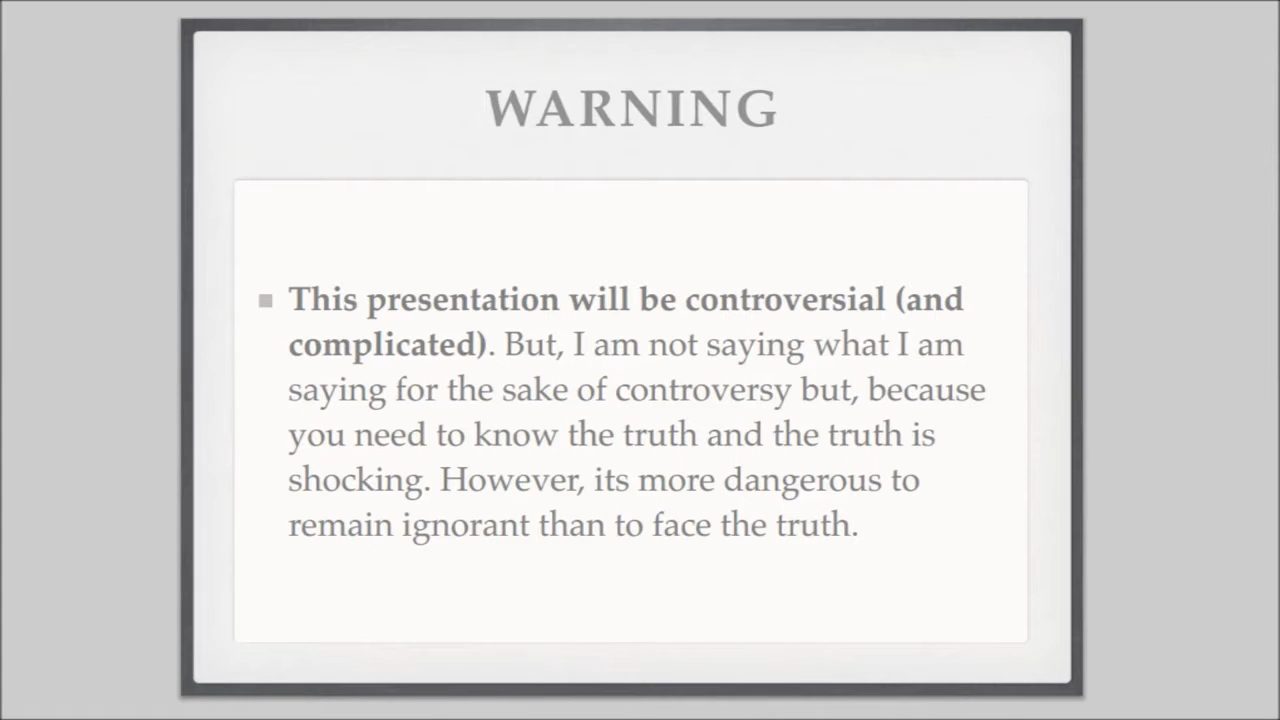 WARNING
This presentation will be controversial (and
complicated). But, I am not saying what I am
saying for the sake of controversy but, because
you need to know the truth and the truth is
shocking. However, its more dangerous to
remain ignorant than to face the truth.